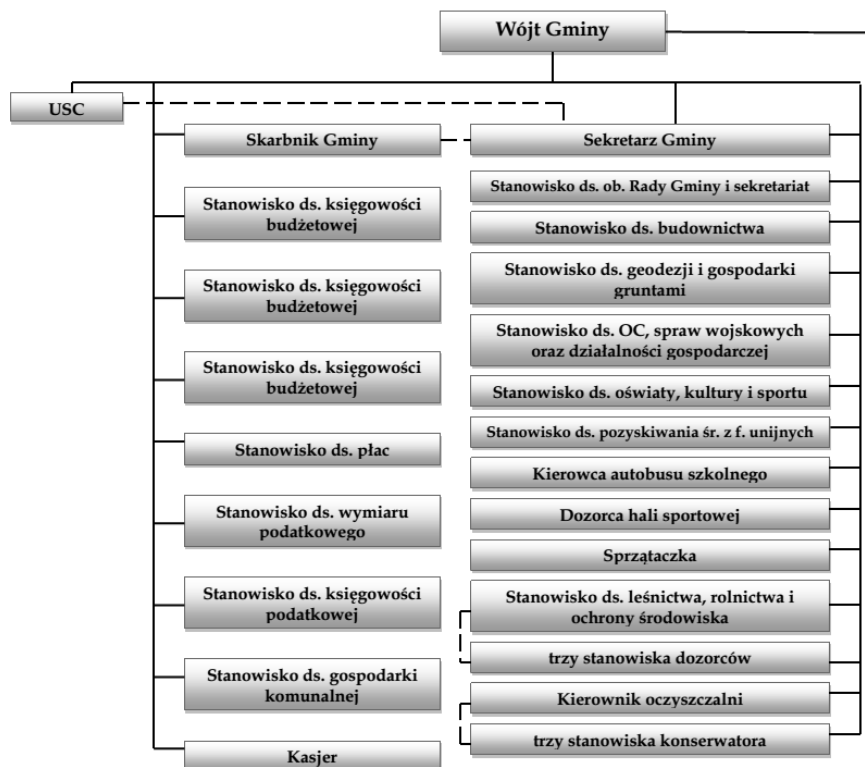 Wójt Gminy
USC
Skarbnik Gminy
Stanowisko ds. księgowości
budżetowej
Stanowisko ds. księgowości
budżetowej
Stanowisko ds. księgowości
budżetowej
Stanowisko ds. płac
Stanowisko ds. wymiaru
podatkowego
Stanowisko ds. księgowości
podatkowej
Stanowisko ds. gospodarki
komunalnej
Kasjer
Sekretarz Gminy
Stanowisko ds. ob. Rady Gminy i sekretariat
Stanowisko ds. budownictwa
Stanowisko ds. geodezji i gospodarki
gruntami
Stanowisko ds. OC, spraw wojskowych
oraz działalności gospodarczej
Stanowisko ds. oświaty, kultury i sportu
Stanowisko ds. pozyskiwania śr. z f. unijnych
Kierowca autobusu szkolnego
Dozorca hali sportowej
Sprzątaczka
Stanowisko ds. leśnictwa, rolnictwa i
ochrony środowiska
trzy stanowiska dozorców
Kierownik oczyszczalni
trzy stanowiska konserwatora